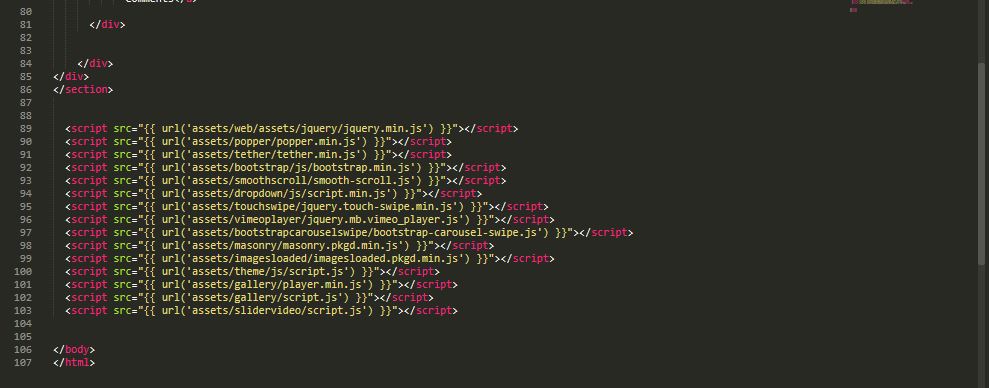 Comments</a>
80
81 </div>
82
83
84 </div>
85 </div>
86 </section>
87
88
89 <script src="{{ url('assets/web/assets/jquery/jquery.min.js') }}"></script>
90 <script src="{{ url('assets/popper/popper.min.js') }}"></script>
91 <script src="{{ url('assets/tether/tether.min.js') }}"></script>
92 <script src="{{ url('assets/bootstrap/js/bootstrap.min.js') }}"></script>
93 <script src="{{ url('assets/smoothscroll/smooth-scroll.js') }}"></script>
94 <script src="{{ url('assets/dropdown/js/script.min.js') }}"></script>
95 <script src="{{ url('assets/touchswipe/jquery.touch-swipe.min.js') }}"></script>
96 <script src="{{ url('assets/vimeoplayer/jquery.mb.vimeo_player.js') }}"></script>
97 <script src="{{ url('assets/bootstrapcarouselswipe/bootstrap-carousel-swipe.js') }}"></script>
98 <script src="{{ url('assets/masonry/masonry.pkgd.min.js') }}"></script>
99 <script src="{{ url('assets/imagesloaded/imagesloaded.pkgd.min.js') }}"></script>
100 <script src="{{ url('assets/theme/js/script.js') }}"></script>
101 <script src="{{ url('assets/gallery/player.min.js') }}"></script>
102 <script src="{{ url('assets/gallery/script.js') }}"></script>
103 <script src="{{ url('assets/slidervideo/script.js') }}"></script>
104
105
106 </body>
107 </html>